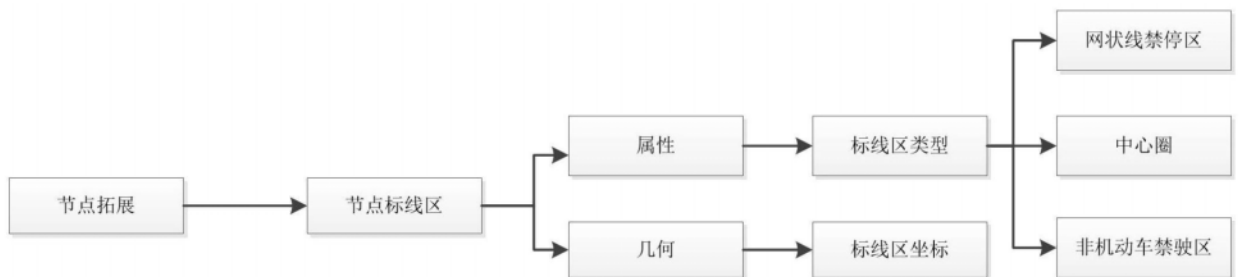 网状线禁停区
属性
标线区类型
中心圈
节点拓展
节点标线区
几何
标线区坐标
非机动车禁驶区